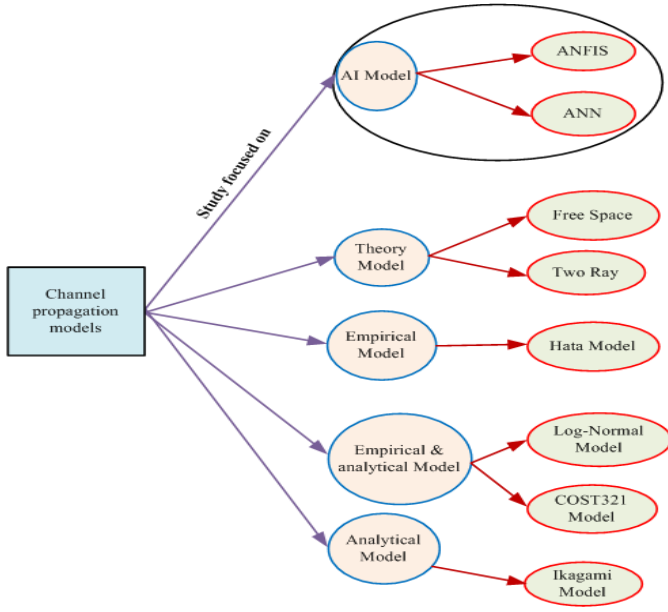 Channel
propagation
models
Study focused on
AI Model
ANFIS
ANN
Theory
Model
Free Space
Two Ray
Empirical
Model
Hata Model
Empirical &
analytical Model
Log-Normal
Model
COST321
Model
Analytical
Model
Ikagami
Model